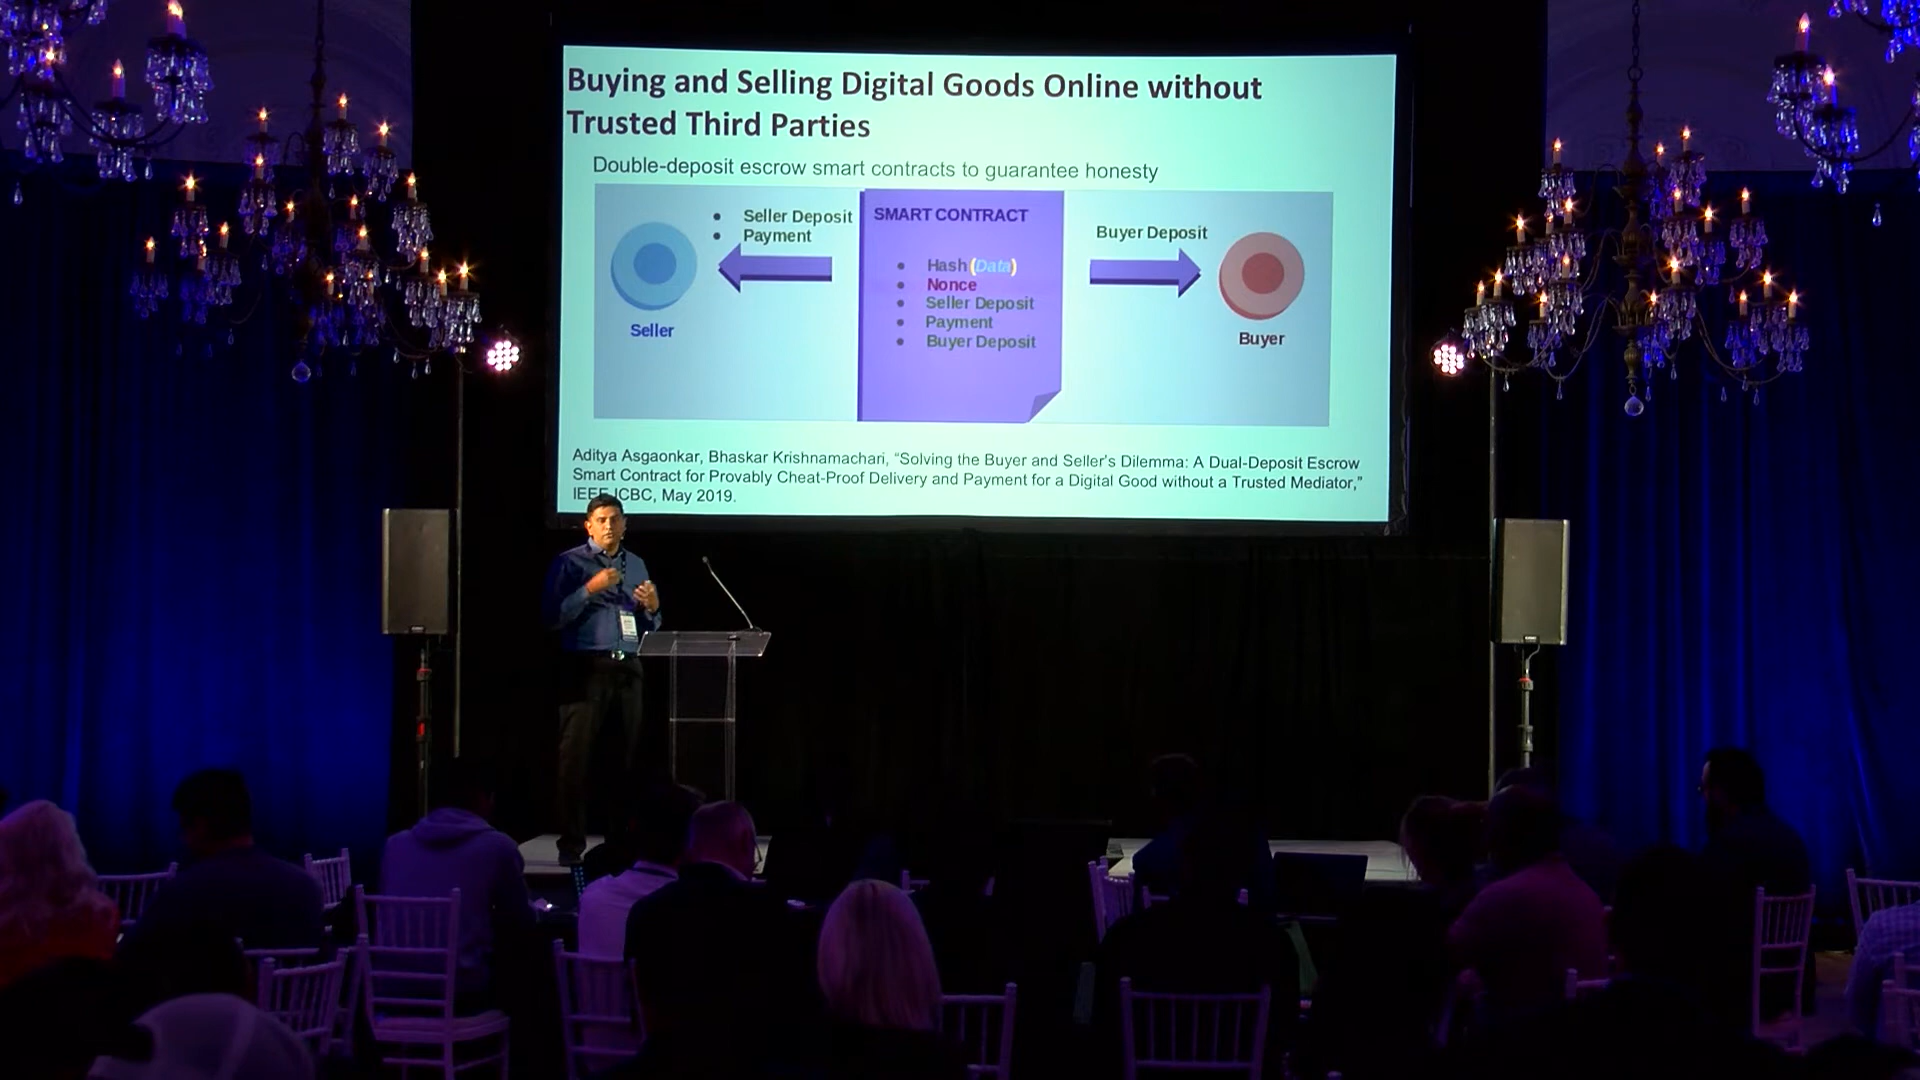 Buying and Selling Digital Goods Online without
Trusted Third Parties
Double-deposit escrow smart contracts to guarantee honesty
• Seller Deposit
• Payment
Seller
SMART CONTRACT
• Hash (Data)
• Nonce
• Seller Deposit
• Payment
• Buyer Deposit
Buyer Deposit
Buyer
Aditya Asgaonkar, Bhaskar Krishnamachari, “Solving the Buyer and Seller's Dilemma: A Dual-Deposit Escrow
Smart Contract for Provably Cheat-Proof Delivery and Payment for a Digital Good without a Trusted Mediator,”
IEEE ICBC, May 2019.